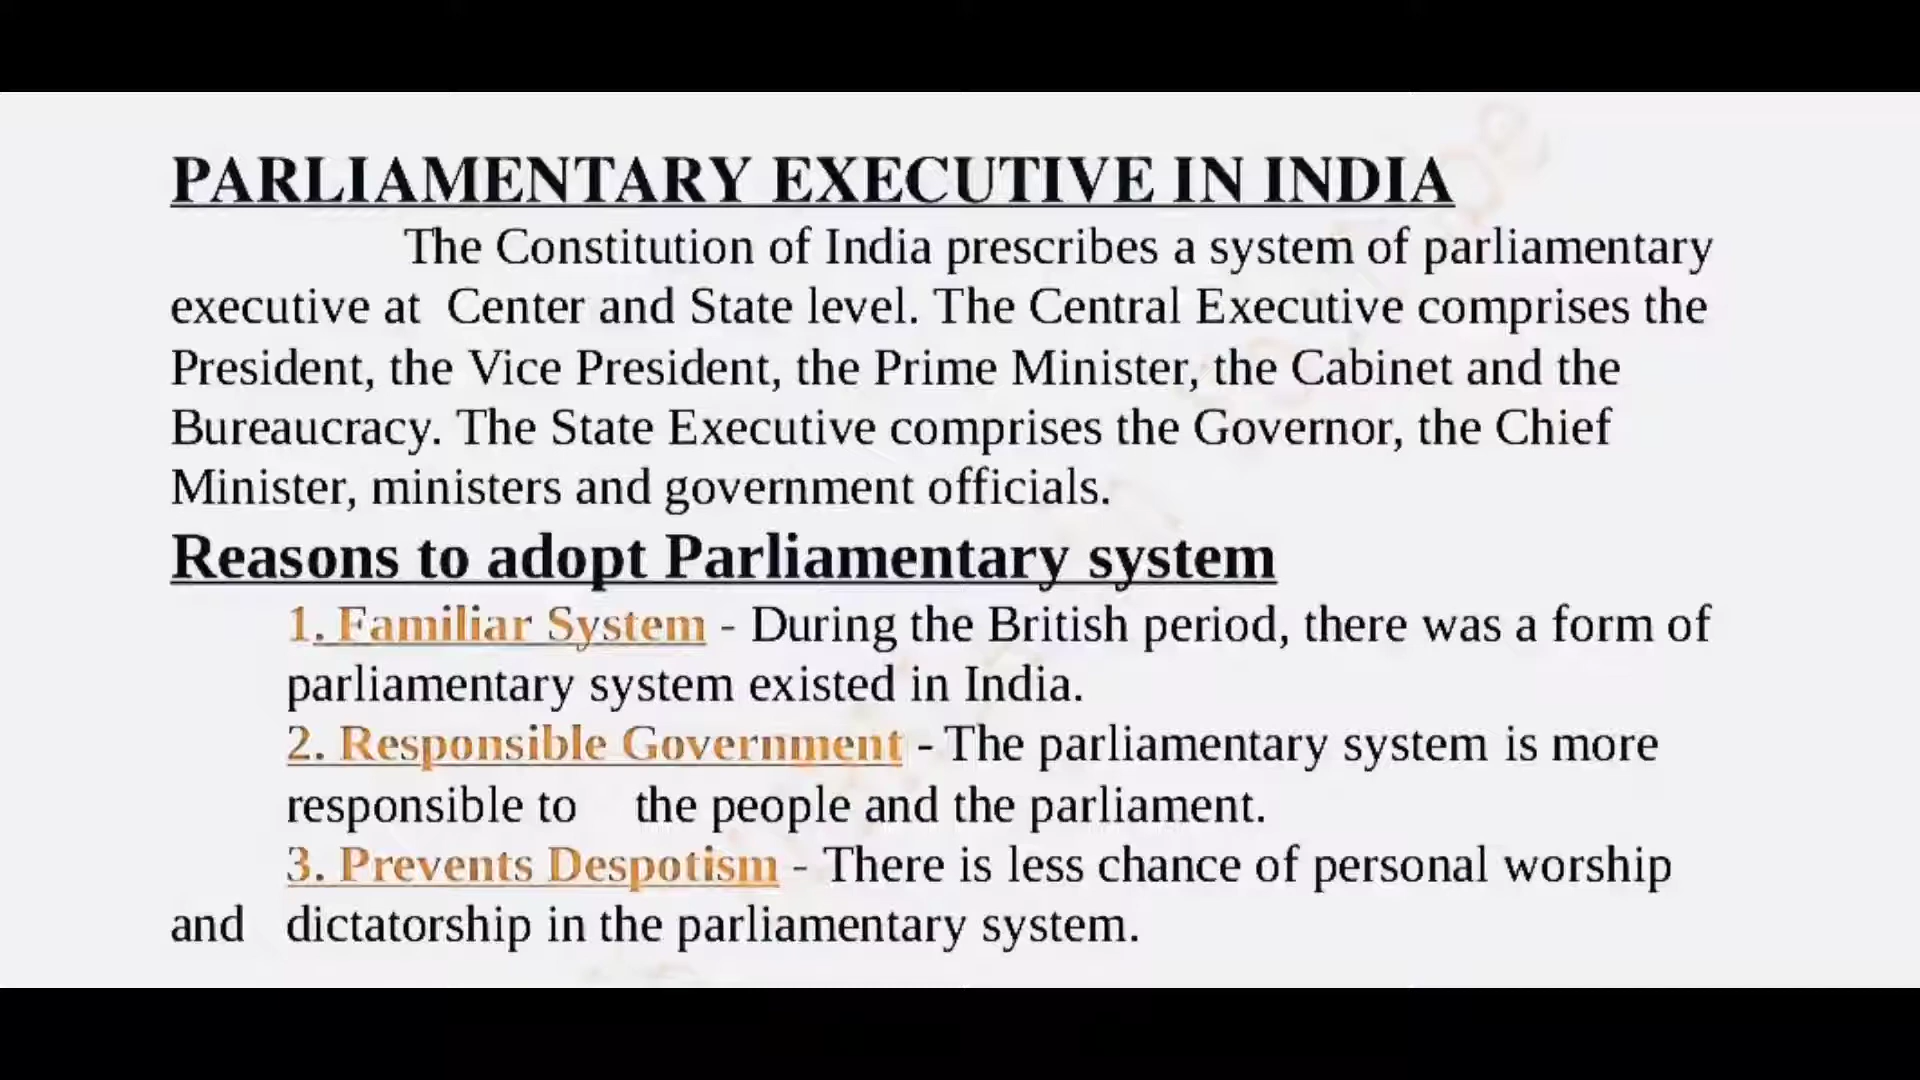 PARLIAMENTARY EXECUTIVE IN INDIA
The Constitution of India prescribes a system of parliamentary
executive at Center and State level. The Central Executive comprises the
President, the Vice President, the Prime Minister, the Cabinet and the
Bureaucracy. The State Executive comprises the Governor, the Chief
Minister, ministers and government officials.
Reasons to adopt Parliamentary system
1. Familiar System - During the British period, there was a form of
parliamentary system existed in India.
2. Responsible Government - The parliamentary system is more
responsible to the people and the parliament.
3. Prevents Despotism - There is less chance of personal worship
and dictatorship in the parliamentary system.